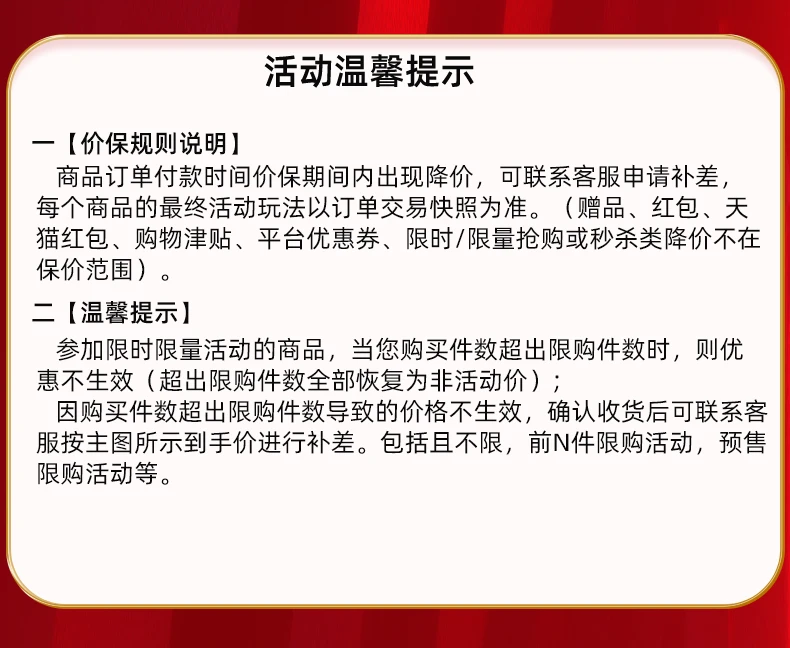 活动温馨提示
一【价保规则说明】
商品订单付款时间价保期间内出现降价，可联系客服申请补差，
每个商品的最终活动玩法以订单交易快照为准。（赠品、红包、天
猫红包、购物津贴、平台优惠券、限时/限量抢购或秒杀类降价不在
保价范围）。
二【温馨提示】
参加限时限量活动的商品，当您购买件数超出限购件数时，则优
惠不生效（超出限购件数全部恢复为非活动价）；
因购买件数超出限购件数导致的价格不生效，确认收货后可联系客
服按主图所示到手价进行补差。包括且不限，前N件限购活动，预售
限购活动等。